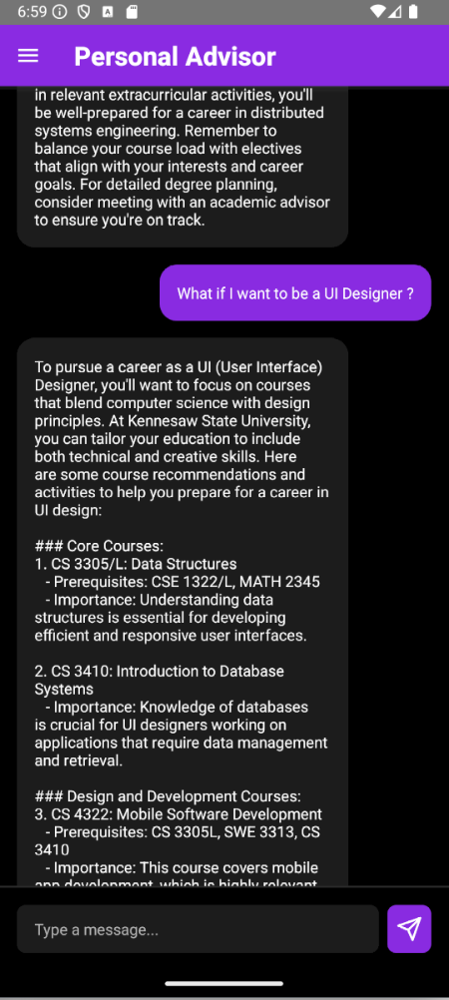 6:59
Personal Advisor
in relevant extracurricular activities, you'll
be well-prepared for a career in distributed
systems engineering. Remember to
balance your course load with electives
that align with your interests and career
goals. For detailed degree planning,
consider meeting with an academic advisor
to ensure you're on track.
What if I want to be a UI Designer ?
To pursue a career as a UI (User Interface)
Designer, you'll want to focus on courses
that blend computer science with design
principles. At Kennesaw State University,
you can tailor your education to include
both technical and creative skills. Here
are some course recommendations and
activities to help you prepare for a career in
UI design:
### Core Courses:
1. CS 3305/L: Data Structures
- Prerequisites: CSE 1322/L, MATH 2345
- Importance: Understanding data
structures is essential for developing
efficient and responsive user interfaces.
2. CS 3410: Introduction to Database
Systems
- Importance: Knowledge of databases
is crucial for UI designers working on
applications that require data management
and retrieval.
### Design and Development Courses:
3. CS 4322: Mobile Software Development
- Prerequisites: CS 3305L, SWE 3313, CS
3410
- Importance: This course covers mobile
app development, which is highly relevant
Type a message...